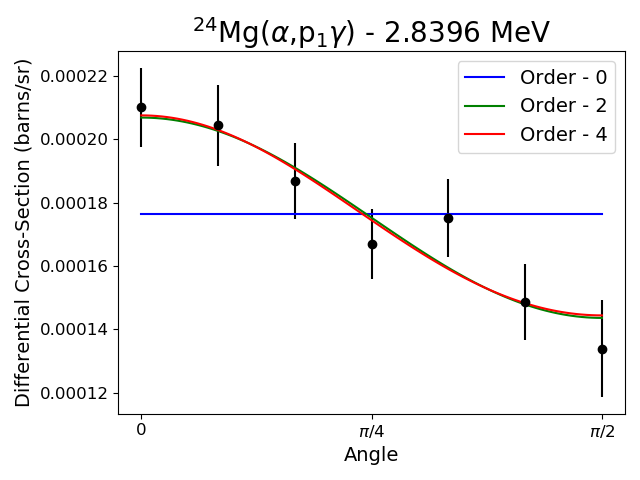 ²⁴Mg(α,p₁γ) - 2.8396 MeV
Differential Cross-Section (barns/sr)
0.00022
0.00020
0.00018
0.00016
0.00014
0.00012
Order - 0
Order - 2
Order - 4
0
π/4
π/2
Angle